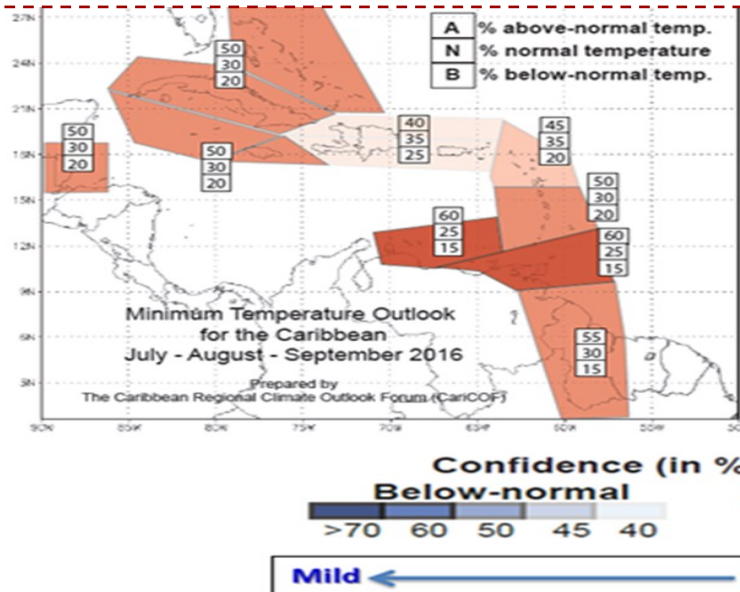 27N
A % above-normal temp.
N % normal temperature
B % below-normal temp.
24N
50
30
20
21N
50
30
20
40
35
25
45
35
20
18N
50
30
20
15N
50
30
20
60
25
15
12N
60
25
15
9N
Minimum Temperature Outlook
for the Caribbean
July - August - September 2016
6N
55
30
15
3N
Prepared by
The Caribbean Regional Climate Outlook Forum (CariCOF)
90W 85W 80W 75W 70W 65W 60W 55W
Confidence (in %
Below-normal
>70 60 50 45 40
Mild